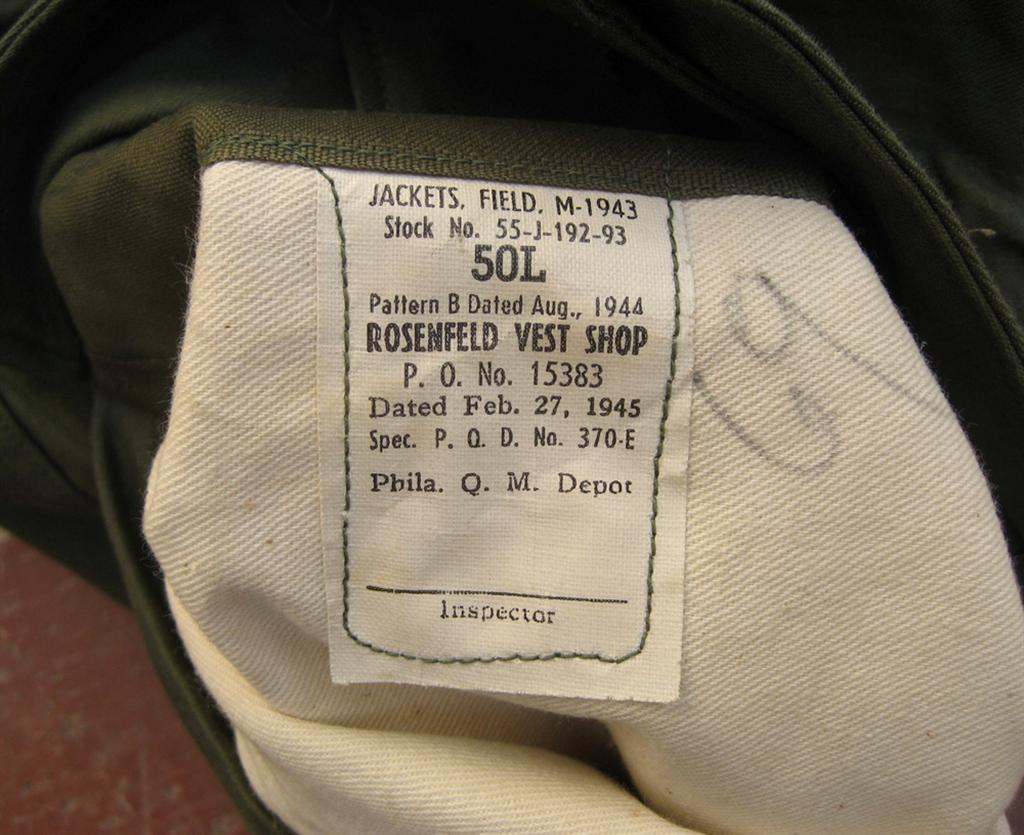 JACKETS, FIELD, M-1943
Stock No. 55-J-192-93
50L
Pattern B Dated Aug., 1944
ROSENFELD VEST SHOP
P. O. No. 15383
Dated Feb. 27, 1945
Spec. P. Q. D. No. 370-E
Phila. Q. M. Depot
Inspector